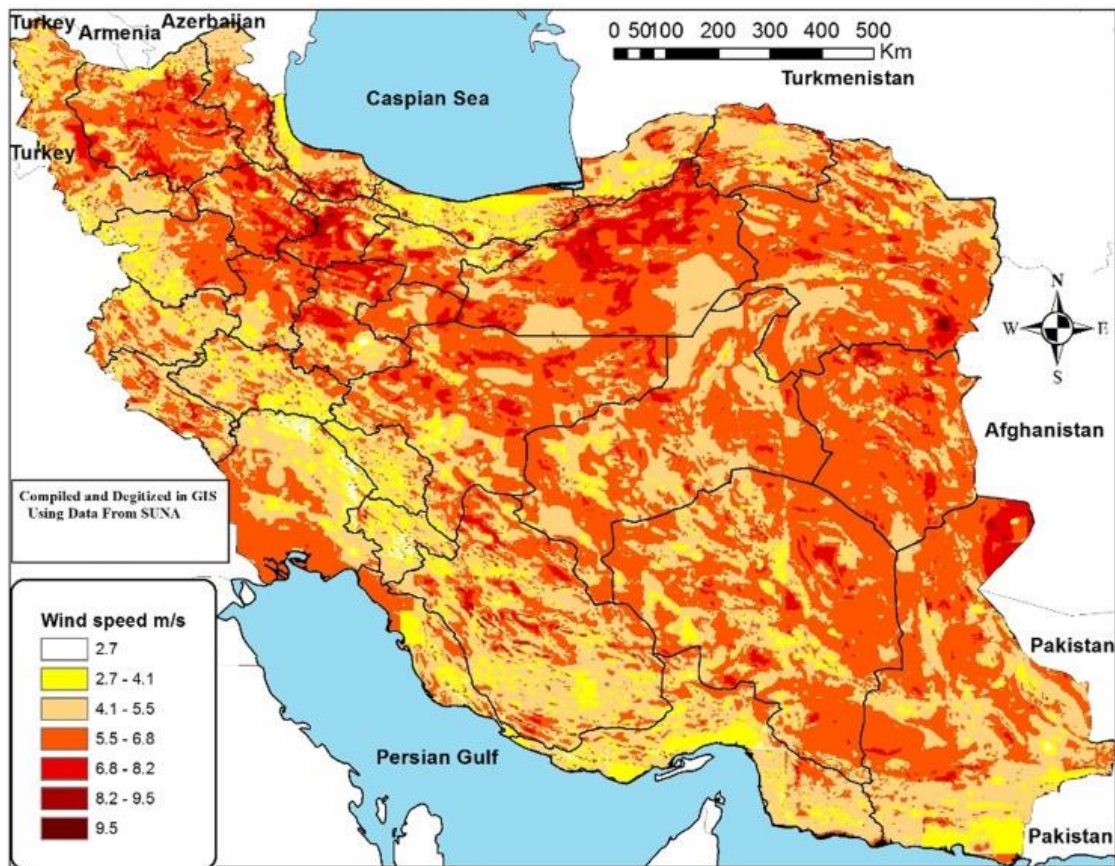 Turkey
Azerbaijan
Armenia
0 50100 200 300 400 500
Km
Turkmenistan
Caspian Sea
Turkey
N
W E
S
Afghanistan
Compiled and Degitized in GIS
Using Data From SUNA
Wind speed m/s
2.7
2.7 - 4.1
4.1 - 5.5
5.5 - 6.8
6.8 - 8.2
8.2 - 9.5
9.5
Pakistan
Persian Gulf
Pakistan